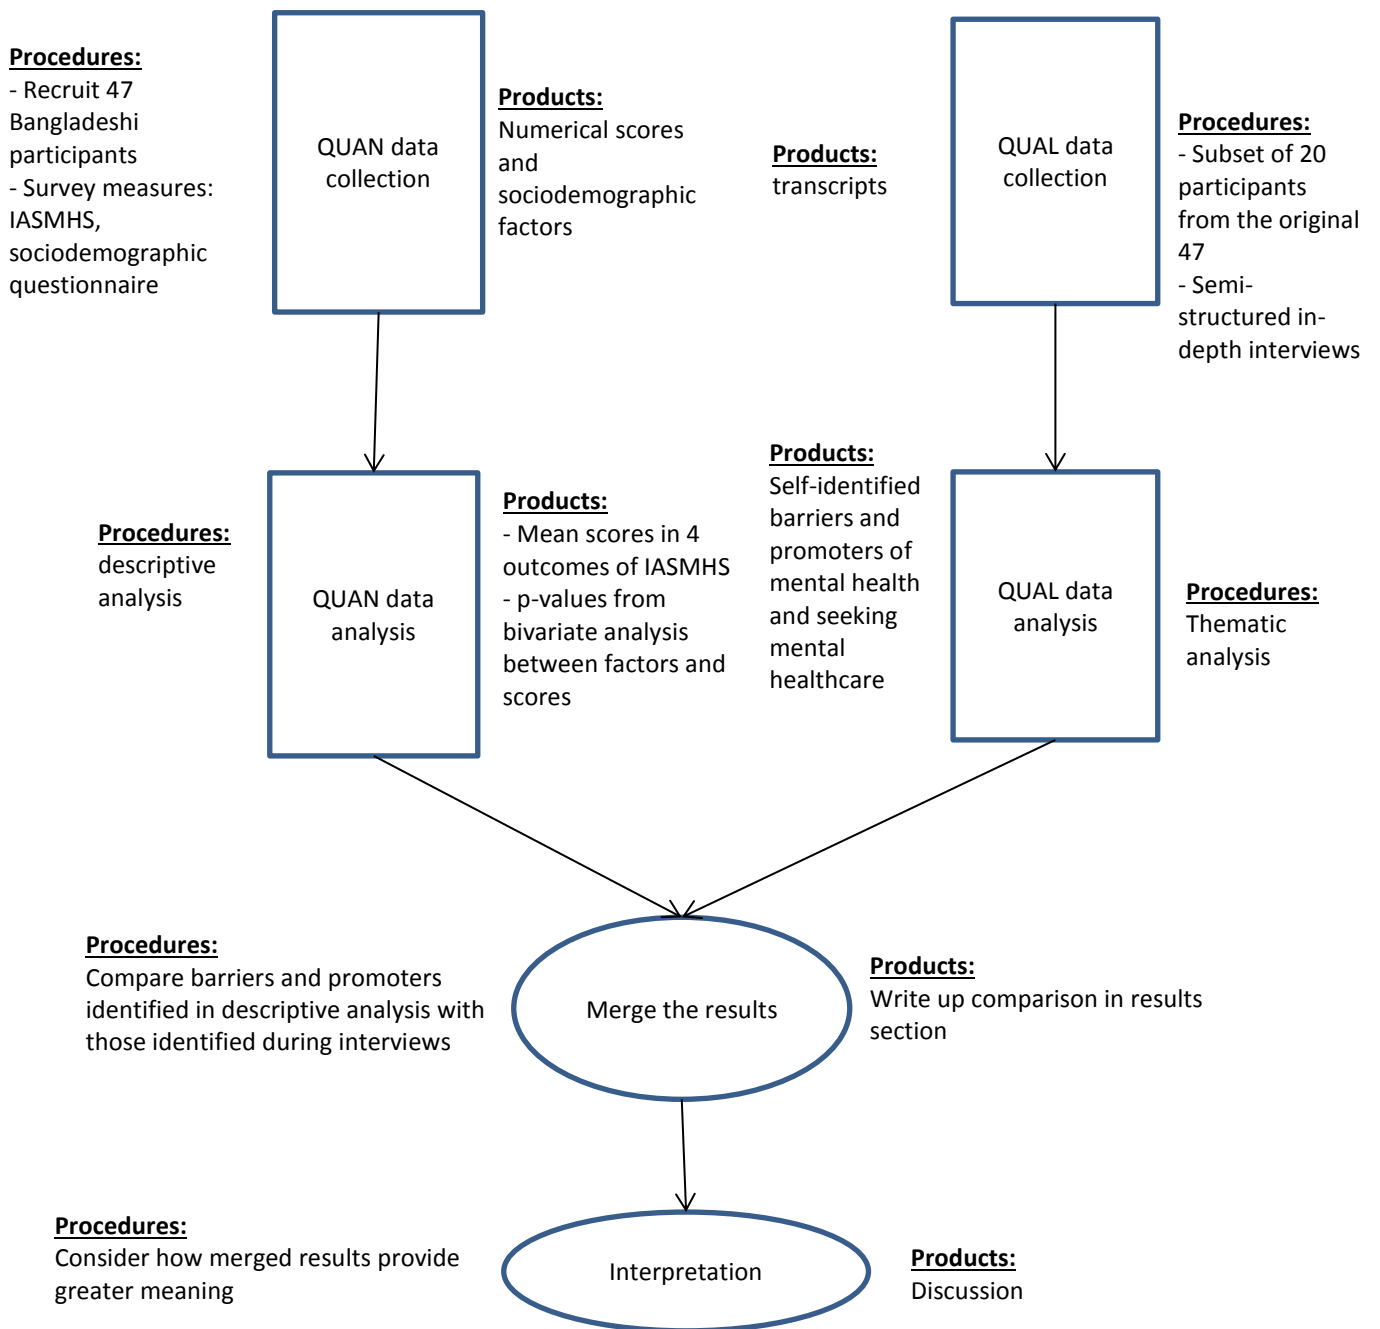 Procedures:
- Recruit 47
Bangladeshi
participants
- Survey measures:
IASMHS,
sociodemographic
questionnaire
QUAN data
collection
Products:
Numerical scores
and
sociodemographic
factors
Products:
transcripts
QUAL data
collection
Procedures:
- Subset of 20
participants
from the original
47
- Semi-
structured in-
depth interviews
Procedures:
descriptive
analysis
QUAN data
analysis
Products:
- Mean scores in 4
outcomes of IASMHS
- p-values from
bivariate analysis
between factors and
scores
Products:
Self-identified
barriers and
promoters of
mental health
and seeking
mental
healthcare
QUAL data
analysis
Procedures:
Thematic
analysis
Procedures:
Compare barriers and promoters
identified in descriptive analysis with
those identified during interviews
Merge the results
Products:
Write up comparison in results
section
Procedures:
Consider how merged results provide
greater meaning
Interpretation
Products:
Discussion